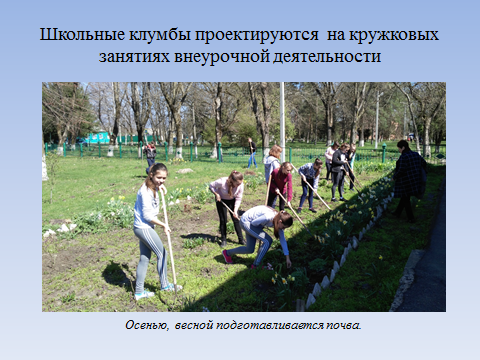 Школьные клумбы проектируются на кружковых
занятиях внеурочной деятельности
Осенью, весной подготавливается почва.